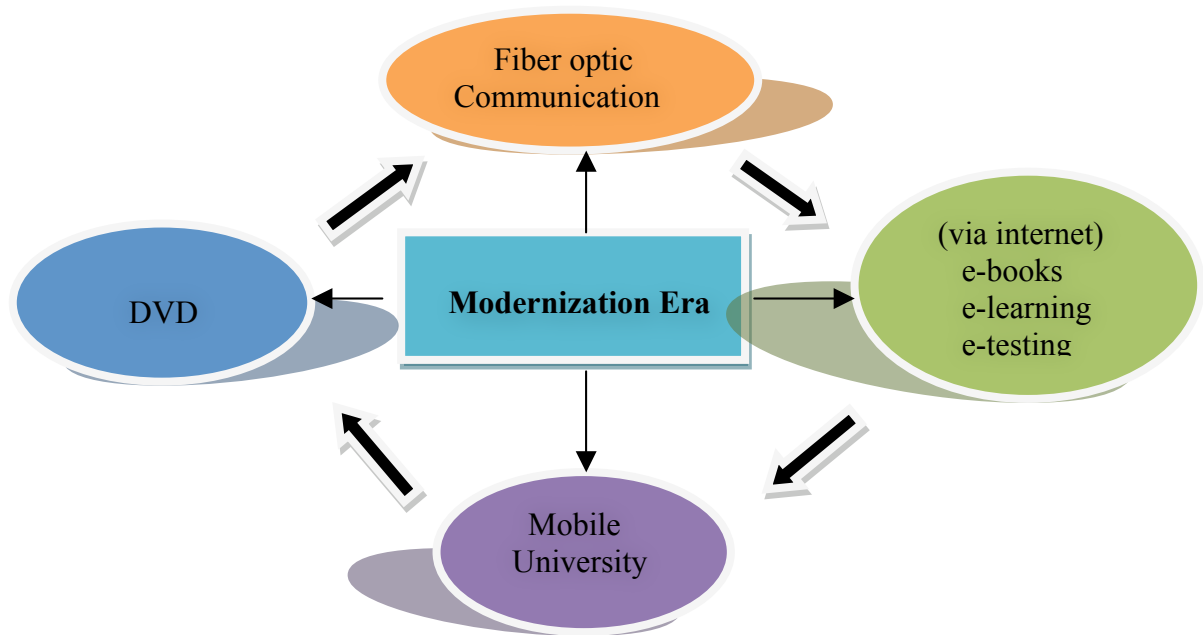 Fiber optic
Communication
(via internet)
e-books
e-learning
e-testing
Modernization Era
DVD
Mobile
University